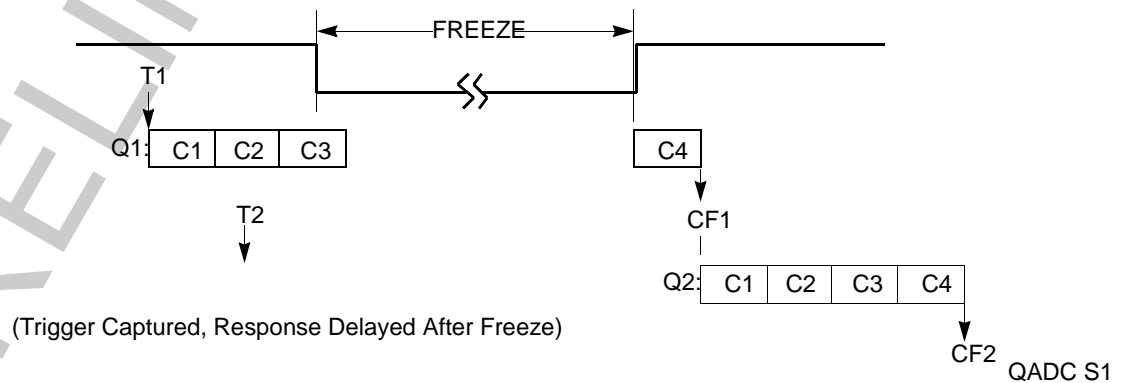 FREEZE
T1
Q1: C1 C2 C3 C4
T2
CF1
Q2: C1 C2 C3 C4
(Trigger Captured, Response Delayed After Freeze)
CF2
QADC S1